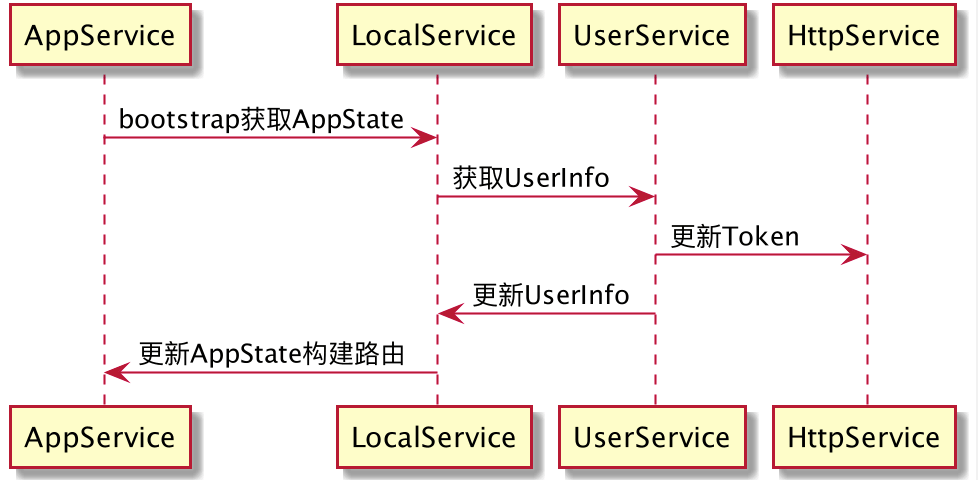 AppService LocalService UserService HttpService
bootstrap获取AppState
获取UserInfo
更新Token
更新UserInfo
更新AppState构建路由
AppService LocalService UserService HttpService